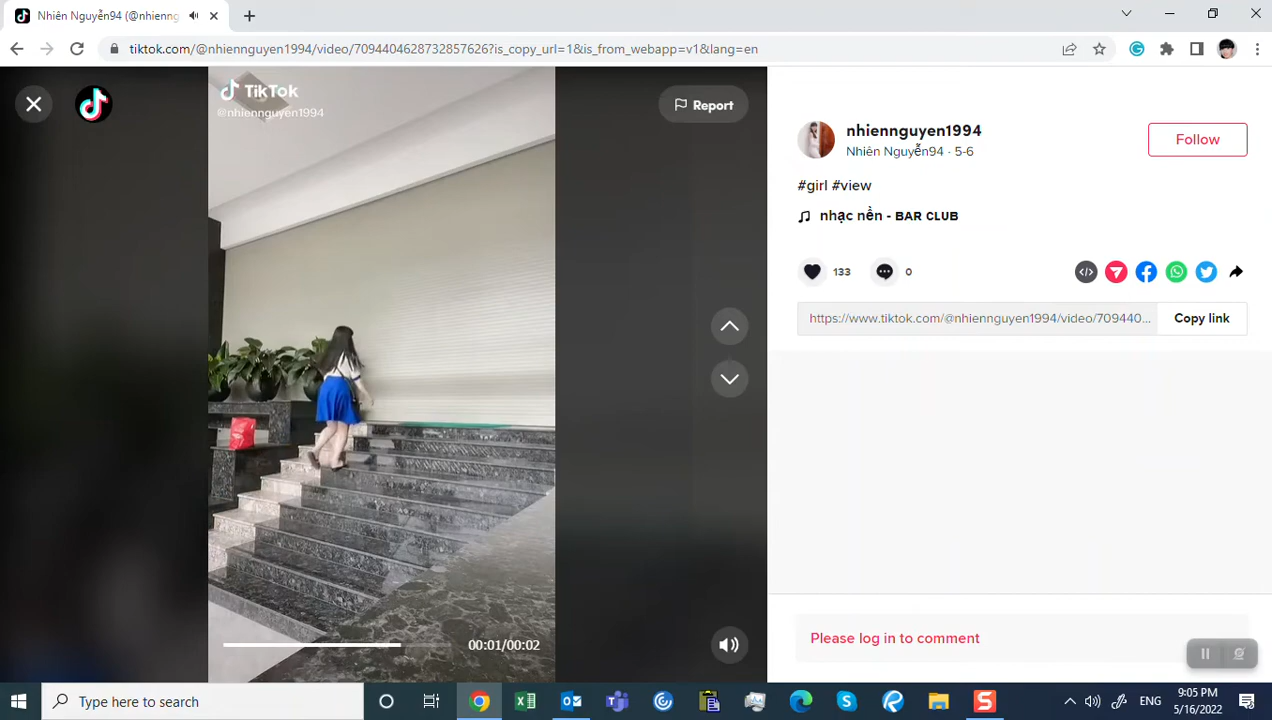 Nhiên Nguyễn94 (@nhienng
tiktok.com/@nhiennguyen1994/video/7094404628732857626?is_copy_url=1&is_from_webapp=v1&lang=en
TikTok
@nhiennguyen1994
Report
nhiennguyen1994
Nhiên Nguyễn94 · 5-6
Follow
#girl #view
nhạc nền - BAR CLUB
133
0
https://www.tiktok.com/@nhiennguyen1994/video/709440...
Copy link
00:01/00:02
Please log in to comment
Type here to search
ENG
9:05 PM
5/16/2022